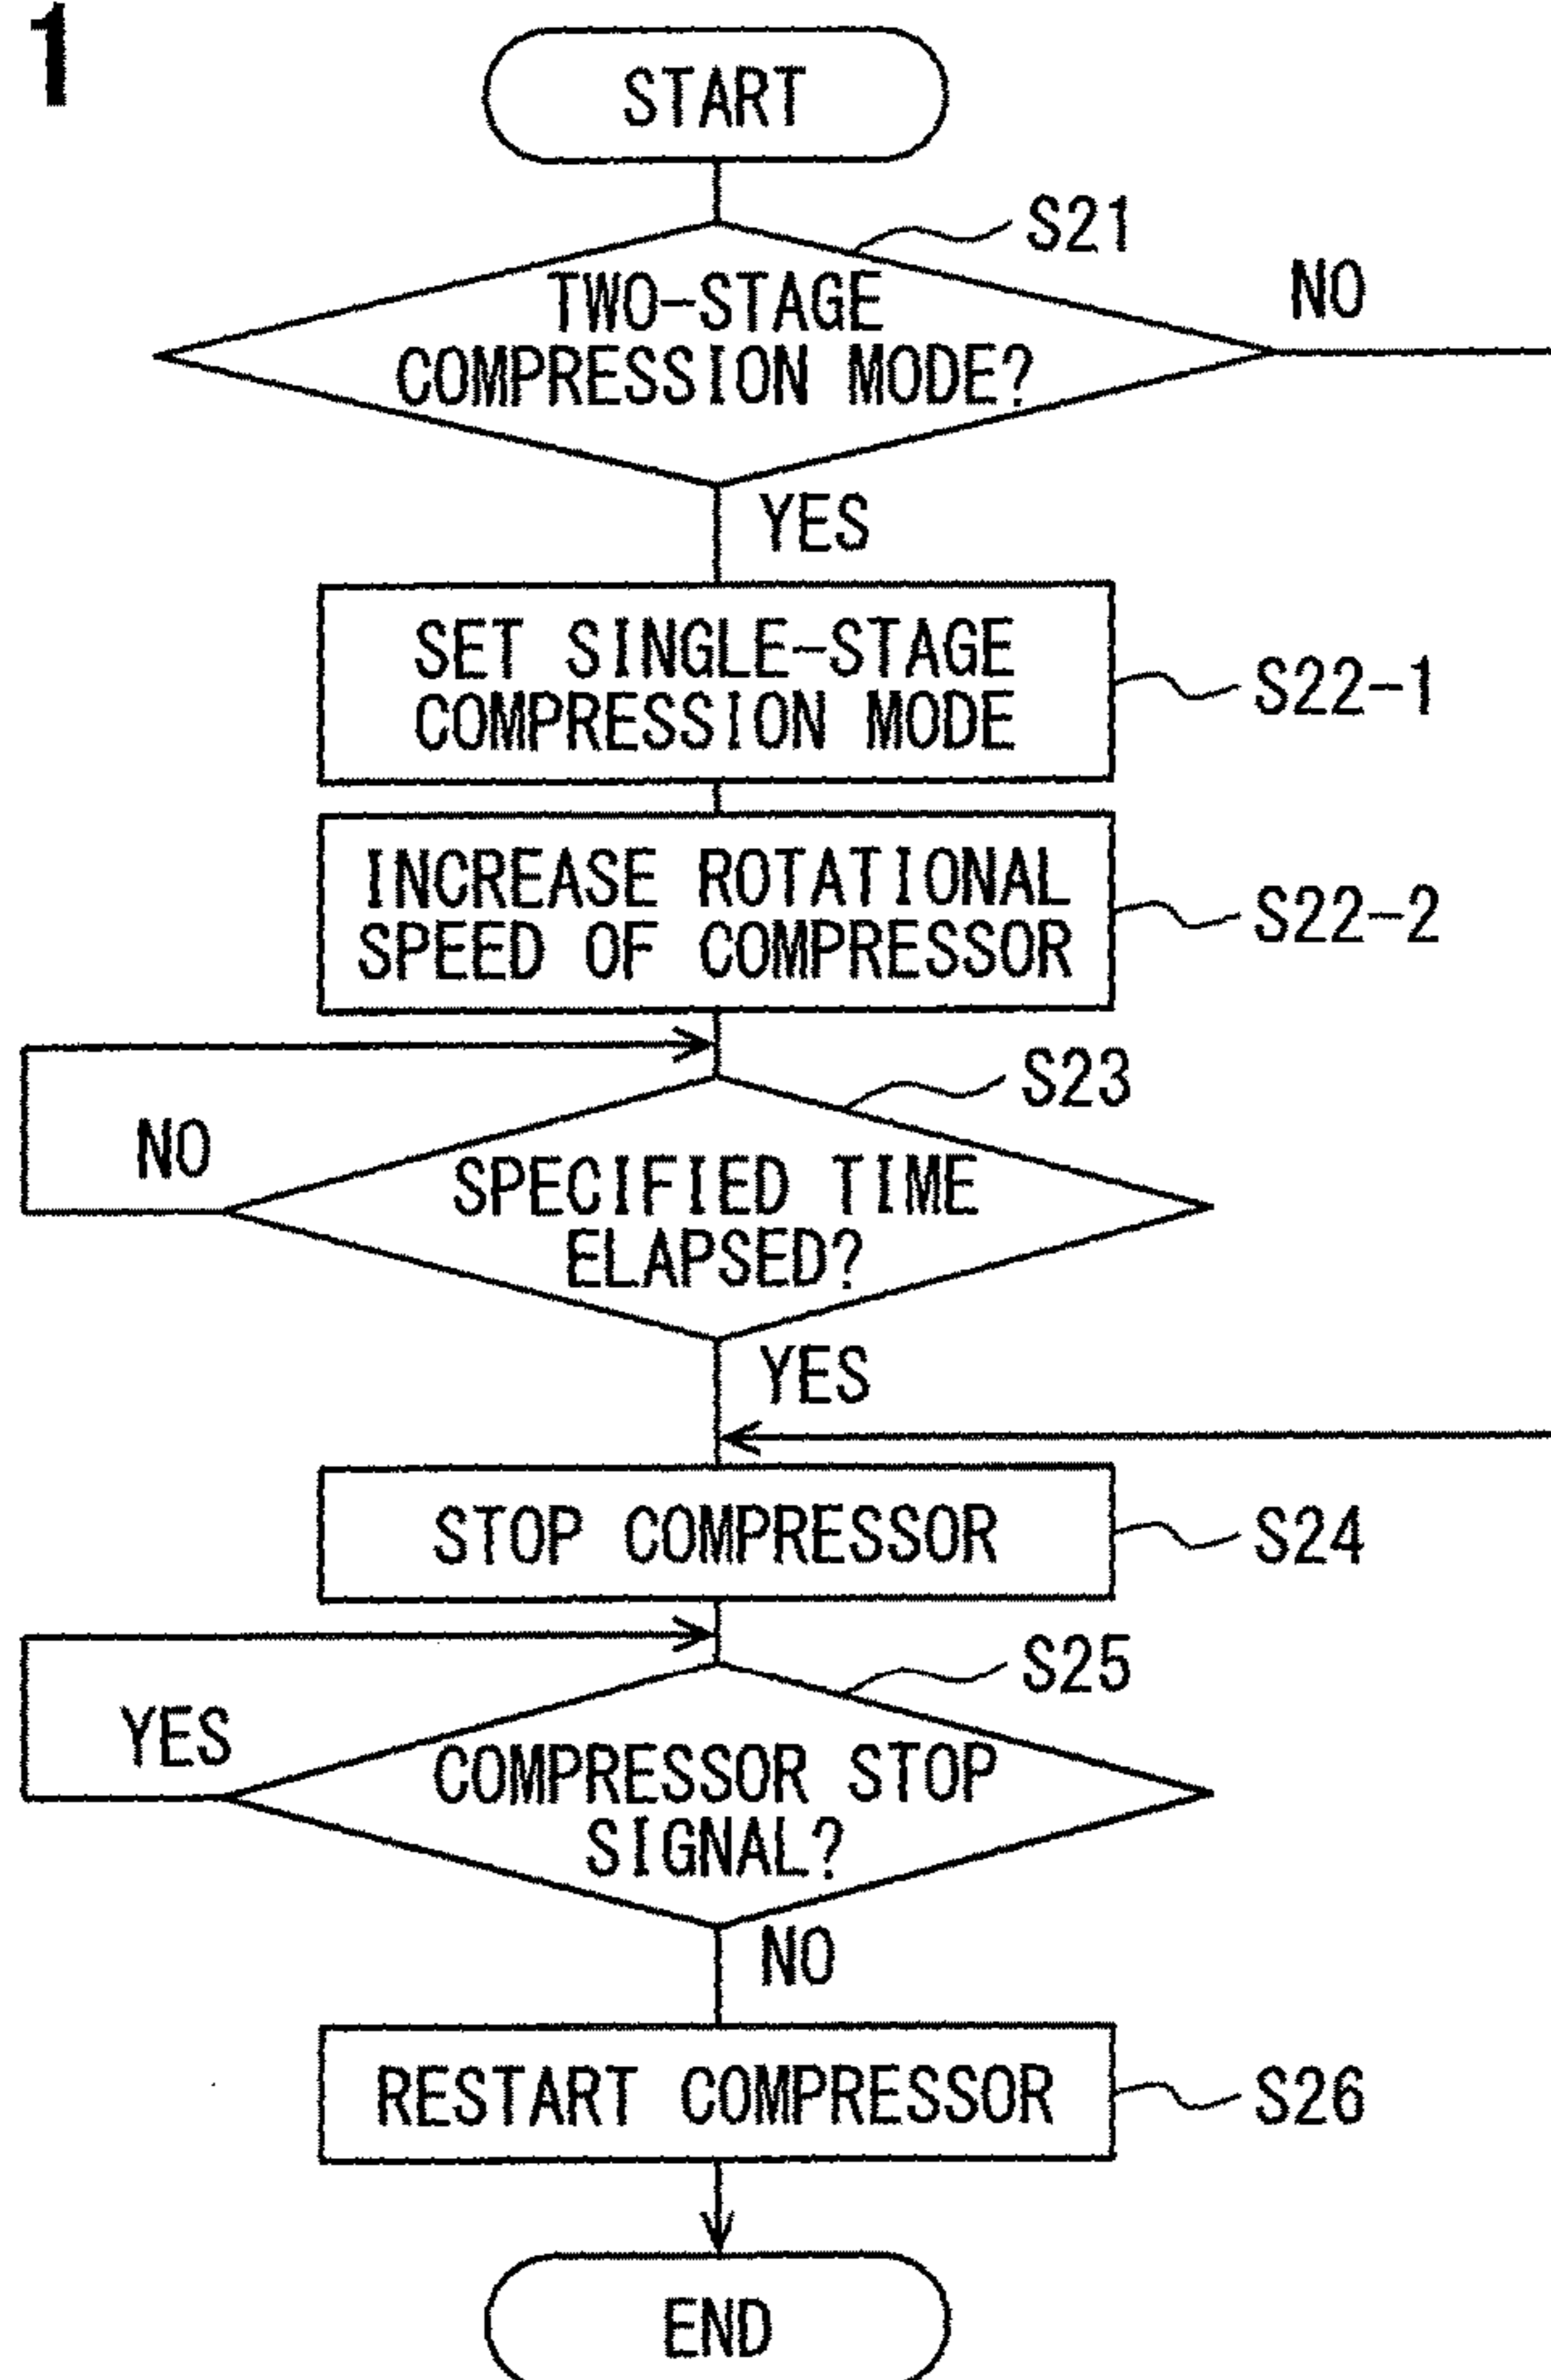 1
START
S21
TWO-STAGE
COMPRESSION MODE?
NO
YES
SET SINGLE-STAGE
COMPRESSION MODE
S22-1
INCREASE ROTATIONAL
SPEED OF COMPRESSOR
S22-2
S23
NO
SPECIFIED TIME
ELAPSED?
YES
STOP COMPRESSOR
S24
S25
YES
COMPRESSOR STOP
SIGNAL?
NO
RESTART COMPRESSOR
S26
END